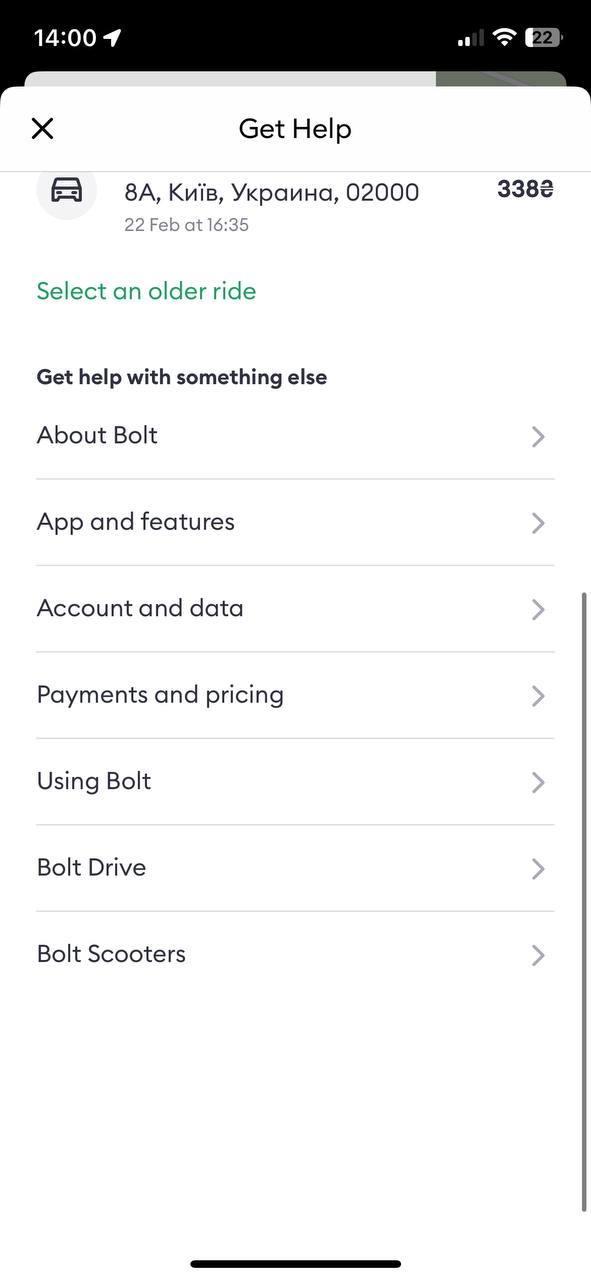 14:00
22
Get Help
8A, Київ, Украина, 02000
338₴
22 Feb at 16:35
Select an older ride
Get help with something else
About Bolt
App and features
Account and data
Payments and pricing
Using Bolt
Bolt Drive
Bolt Scooters